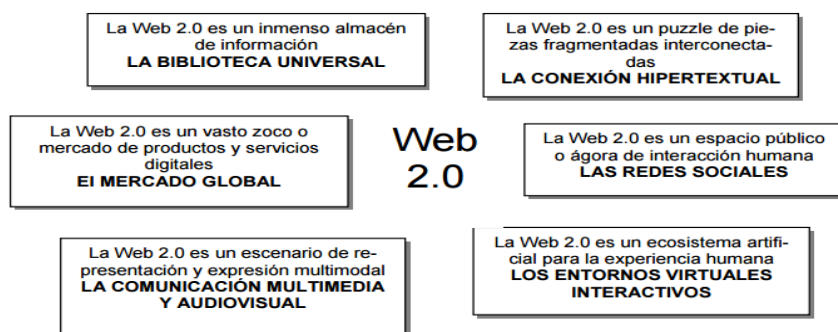 La Web 2.0 es un inmenso almacén
de información
LA BIBLIOTECA UNIVERSAL
La Web 2.0 es un puzzle de pie-
zas fragmentadas interconecta-
das
LA CONEXIÓN HIPERTEXTUAL
La Web 2.0 es un vasto zoco o
mercado de productos y servicios
digitales
El MERCADO GLOBAL
Web
2.0
La Web 2.0 es un espacio público
o ágora de interacción humana
LAS REDES SOCIALES
La Web 2.0 es un escenario de re-
presentación y expresión multimodal
LA COMUNICACIÓN MULTIMEDIA
Y AUDIOVISUAL
La Web 2.0 es un ecosistema artifi-
cial para la experiencia humana
LOS ENTORNOS VIRTUALES
INTERACTIVOS